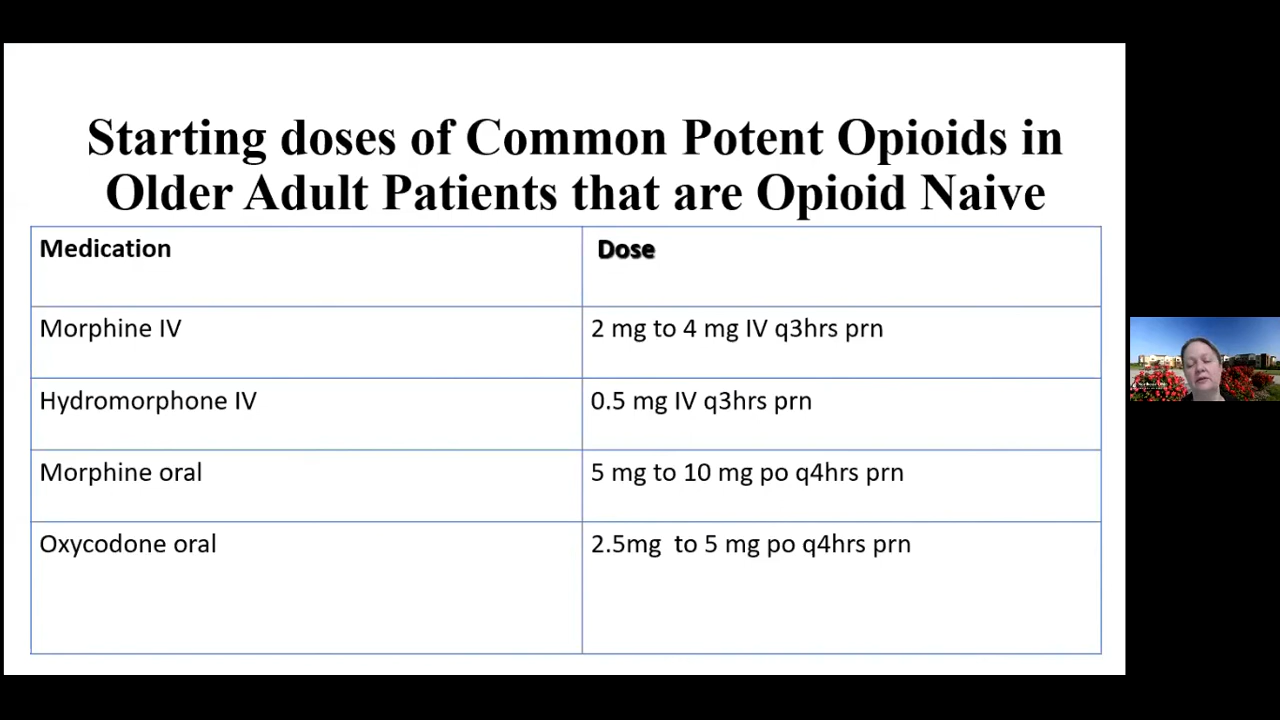 Starting doses of Common Potent Opioids in
Older Adult Patients that are Opioid Naive
Medication Dose
Morphine IV 2 mg to 4 mg IV q3hrs prn
Hydromorphone IV 0.5 mg IV q3hrs prn
Morphine oral 5 mg to 10 mg po q4hrs prn
Oxycodone oral 2.5mg  to 5 mg po q4hrs prn